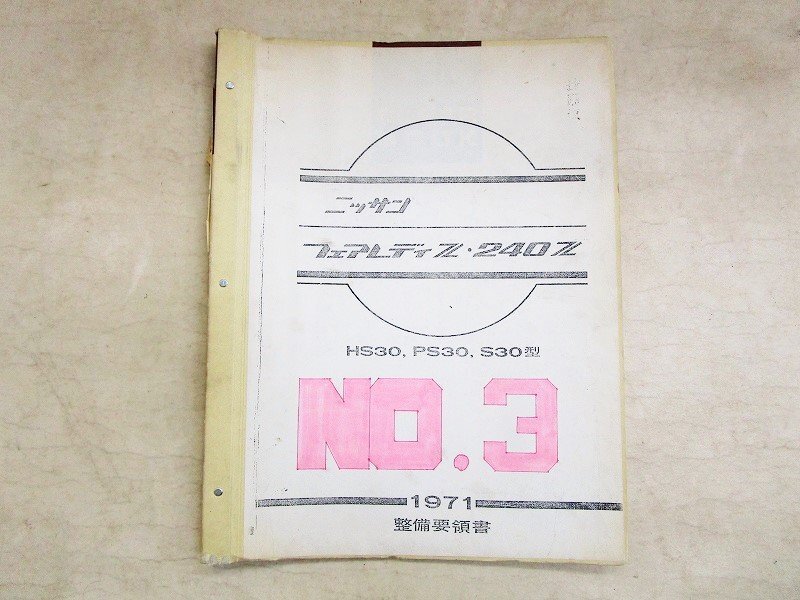 ニッサン
フェアレディZ・240Z
HS30, PS30, S30型
NO.3
1971
整備要領書